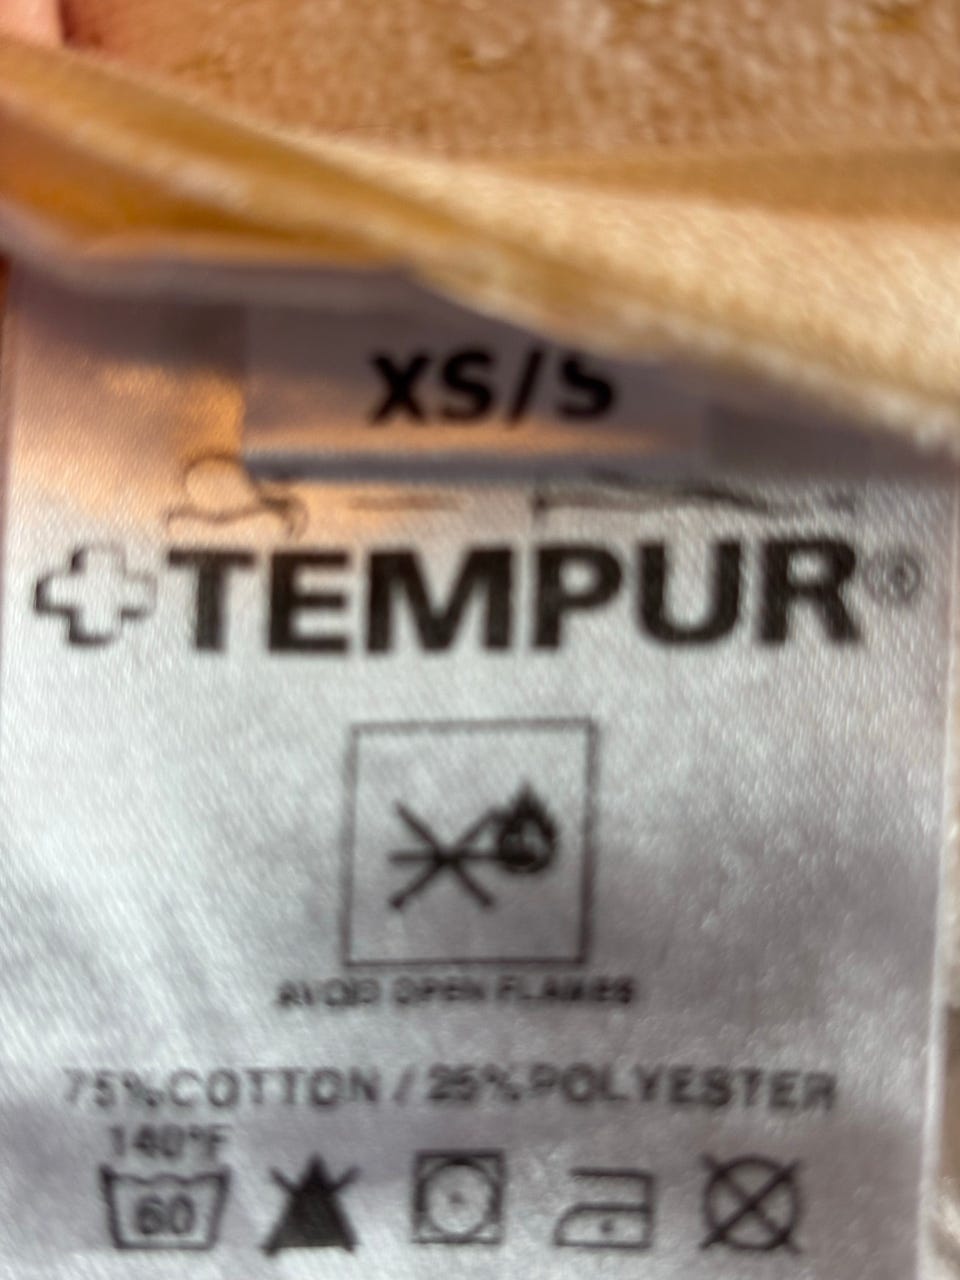 XS/S
TEMPUR®
AVOID OPEN FLAMES
75%COTTON / 25%POLYESTER
140°F
60